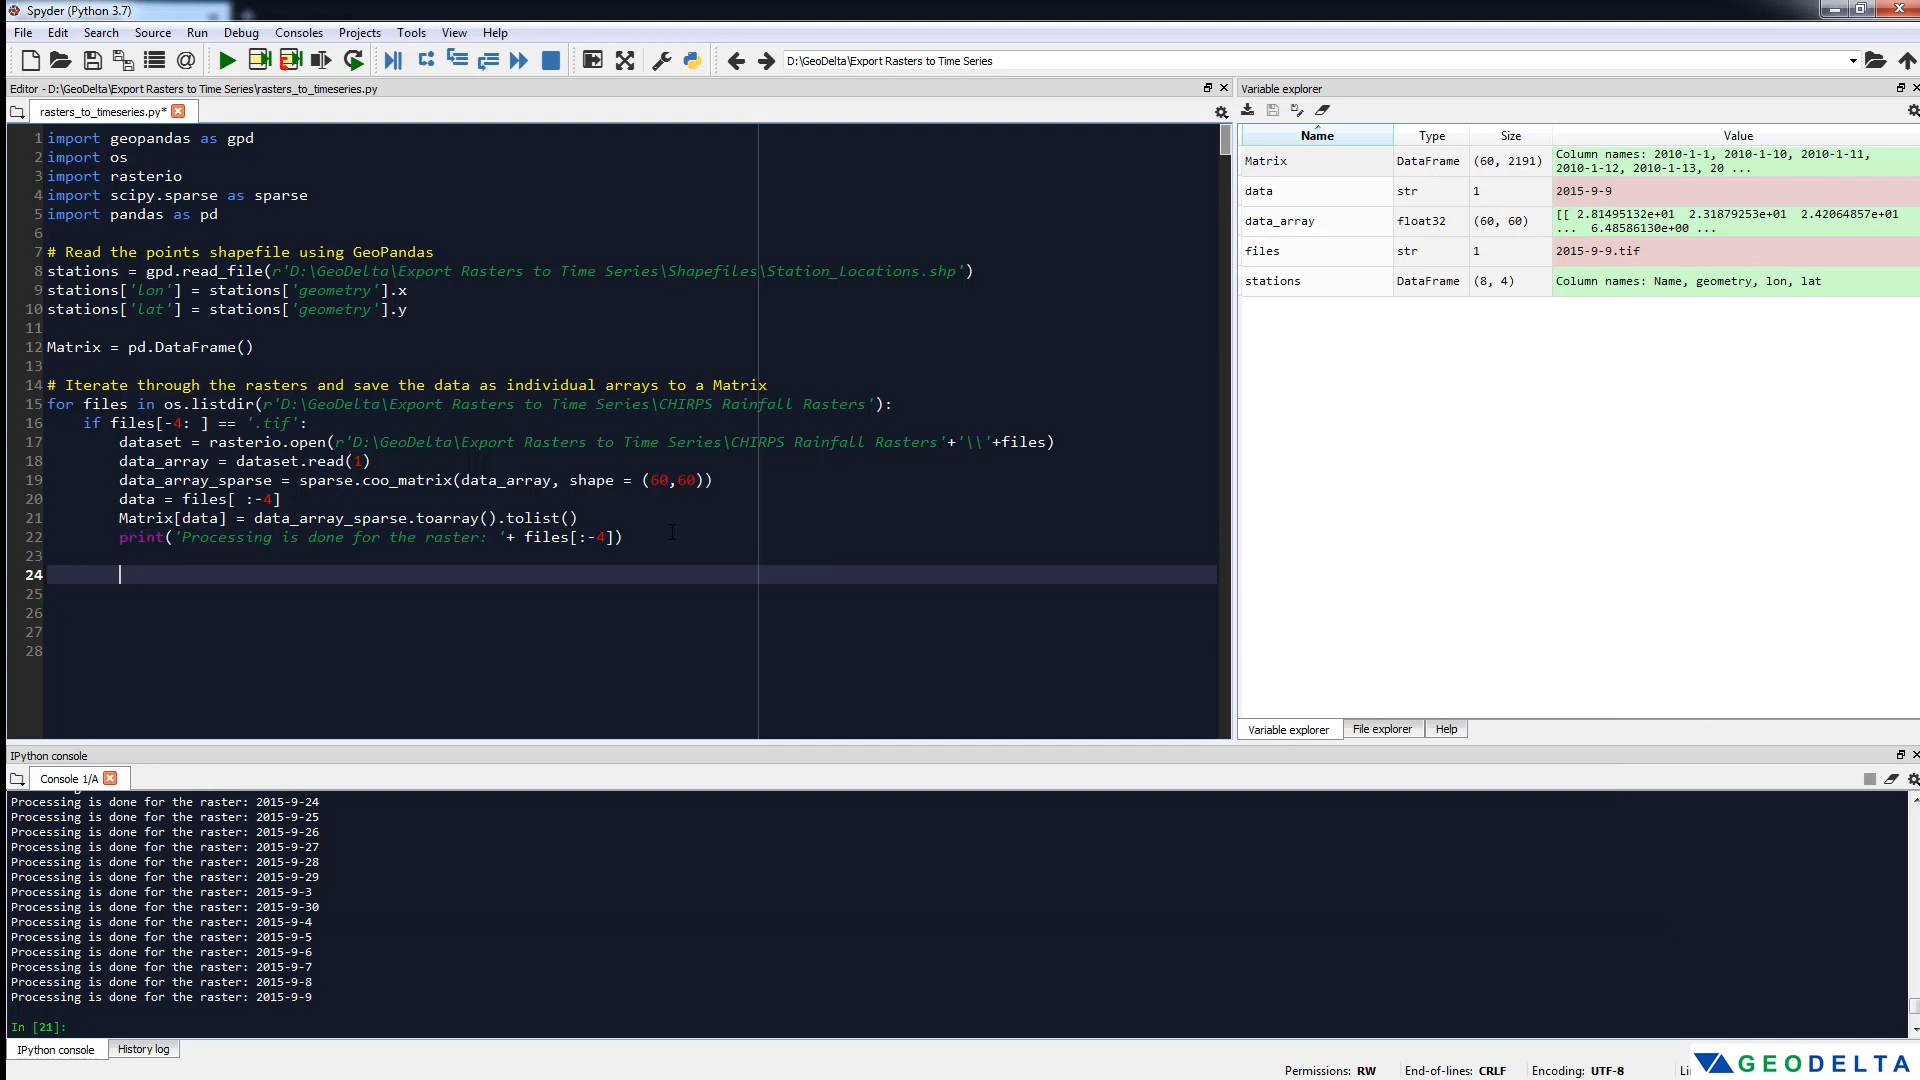 Spyder (Python 3.7)
File Edit Search Source Run Debug Consoles Projects Tools View Help
D:\GeoDelta\Export Rasters to Time Series
Editor - D:\GeoDelta\Export Rasters to Time Series\rasters_to_timeseries.py
rasters_to_timeseries.py*
1 import geopandas as gpd
2 import os
3 import rasterio
4 import scipy.sparse as sparse
5 import pandas as pd
6
7 # Read the points shapefile using GeoPandas
8 stations = gpd.read_file(r'D:\GeoDelta\Export Rasters to Time Series\Shapefiles\Station_Locations.shp')
9 stations['lon'] = stations['geometry'].x
10 stations['lat'] = stations['geometry'].y
11
12 Matrix = pd.DataFrame()
13
14 # Iterate through the rasters and save the data as individual arrays to a Matrix
15 for files in os.listdir(r'D:\GeoDelta\Export Rasters to Time Series\CHIRPS Rainfall Rasters'):
16 if files[-4: ] == '.tif':
17 dataset = rasterio.open(r'D:\GeoDelta\Export Rasters to Time Series\CHIRPS Rainfall Rasters'+'\\'+files)
18 data_array = dataset.read(1)
19 data_array_sparse = sparse.coo_matrix(data_array, shape = (60,60))
20 data = files[ :-4]
21 Matrix[data] = data_array_sparse.toarray().tolist()
22 print('Processing is done for the raster: '+ files[:-4])
23
24
25
26
27
28
Variable explorer
Name Type Size Value
Matrix DataFrame (60, 2191) Column names: 2010-1-1, 2010-1-10, 2010-1-11,
2010-1-12, 2010-1-13, 20 ...
data str 1 2015-9-9
data_array float32 (60, 60) [[ 2.81495132e+01 2.31879253e+01 2.42064857e+01
... 6.48586130e+00 ...
files str 1 2015-9-9.tif
stations DataFrame (8, 4) Column names: Name, geometry, lon, lat
Variable explorer File explorer Help
IPython console
Console 1/A
Processing is done for the raster: 2015-9-24
Processing is done for the raster: 2015-9-25
Processing is done for the raster: 2015-9-26
Processing is done for the raster: 2015-9-27
Processing is done for the raster: 2015-9-28
Processing is done for the raster: 2015-9-29
Processing is done for the raster: 2015-9-3
Processing is done for the raster: 2015-9-30
Processing is done for the raster: 2015-9-4
Processing is done for the raster: 2015-9-5
Processing is done for the raster: 2015-9-6
Processing is done for the raster: 2015-9-7
Processing is done for the raster: 2015-9-8
Processing is done for the raster: 2015-9-9
In [21]:
IPython console History log
Permissions: RW End-of-lines: CRLF Encoding: UTF-8
GEODELTA